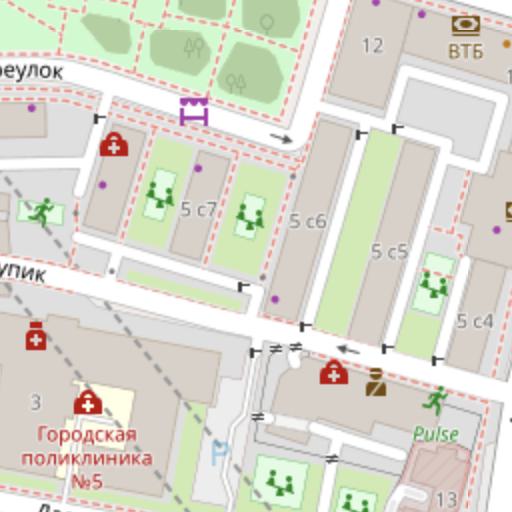 12
ВТБ
реулок
5 с7
5 с6
5 с5
упик
5 с4
3
Городская
поликлиника
№5
Pulse
P
13